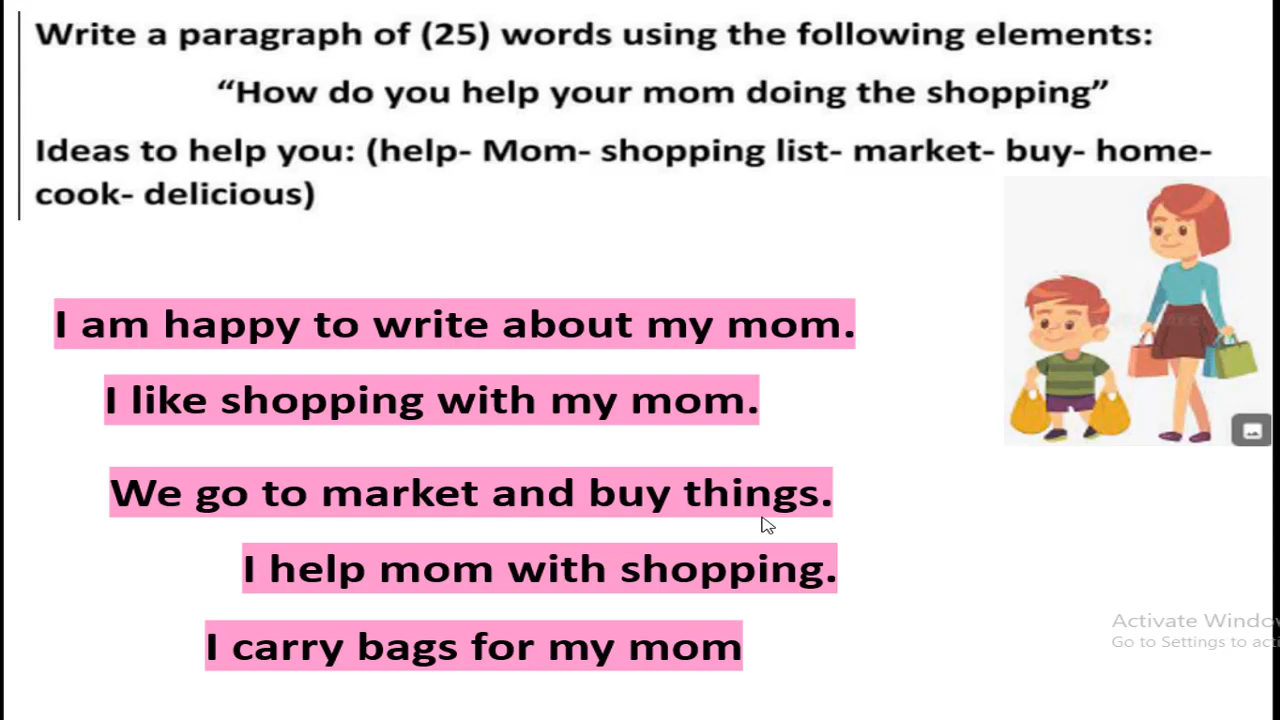 Write a paragraph of (25) words using the following elements:
“How do you help your mom doing the shopping”
Ideas to help you: (help- Mom- shopping list- market- buy- home-
cook- delicious)
I am happy to write about my mom.
I like shopping with my mom.
We go to market and buy things.
I help mom with shopping.
I carry bags for my mom
Activate Windo
Go to Settings to acti